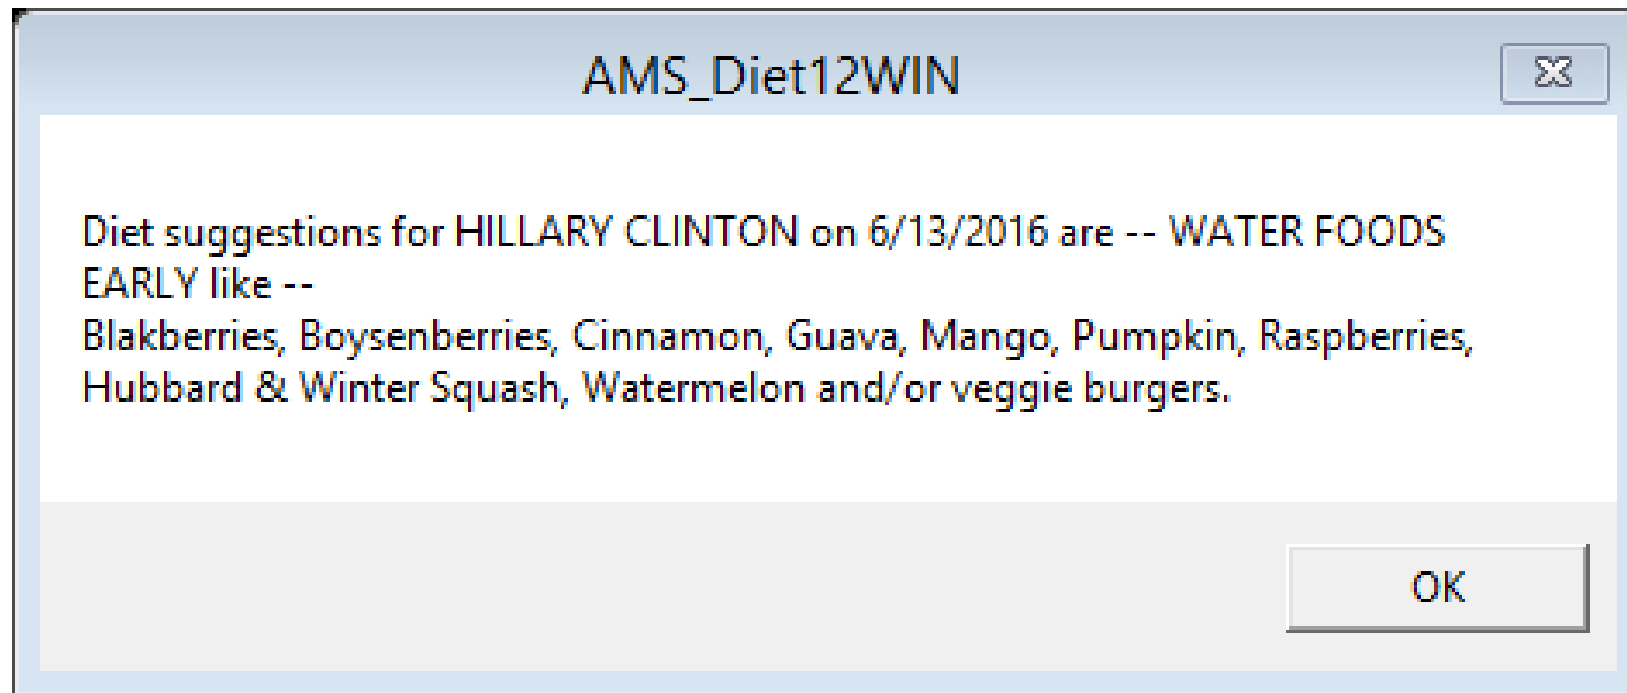 AMS_Diet12WIN
Diet suggestions for HILLARY CLINTON on 6/13/2016 are -- WATER FOODS
EARLY like --
Blakberries, Boysenberries, Cinnamon, Guava, Mango, Pumpkin, Raspberries,
Hubbard & Winter Squash, Watermelon and/or veggie burgers.
OK